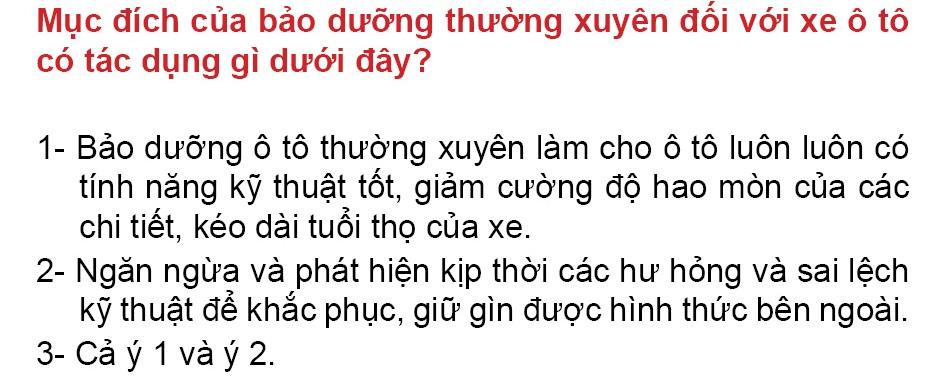 Mục đích của bảo dưỡng thường xuyên đối với xe ô tô
có tác dụng gì dưới đây?
1- Bảo dưỡng ô tô thường xuyên làm cho ô tô luôn luôn có
tính năng kỹ thuật tốt, giảm cường độ hao mòn của các
chi tiết, kéo dài tuổi thọ của xe.
2- Ngăn ngừa và phát hiện kịp thời các hư hỏng và sai lệch
kỹ thuật để khắc phục, giữ gìn được hình thức bên ngoài.
3- Cả ý 1 và ý 2.